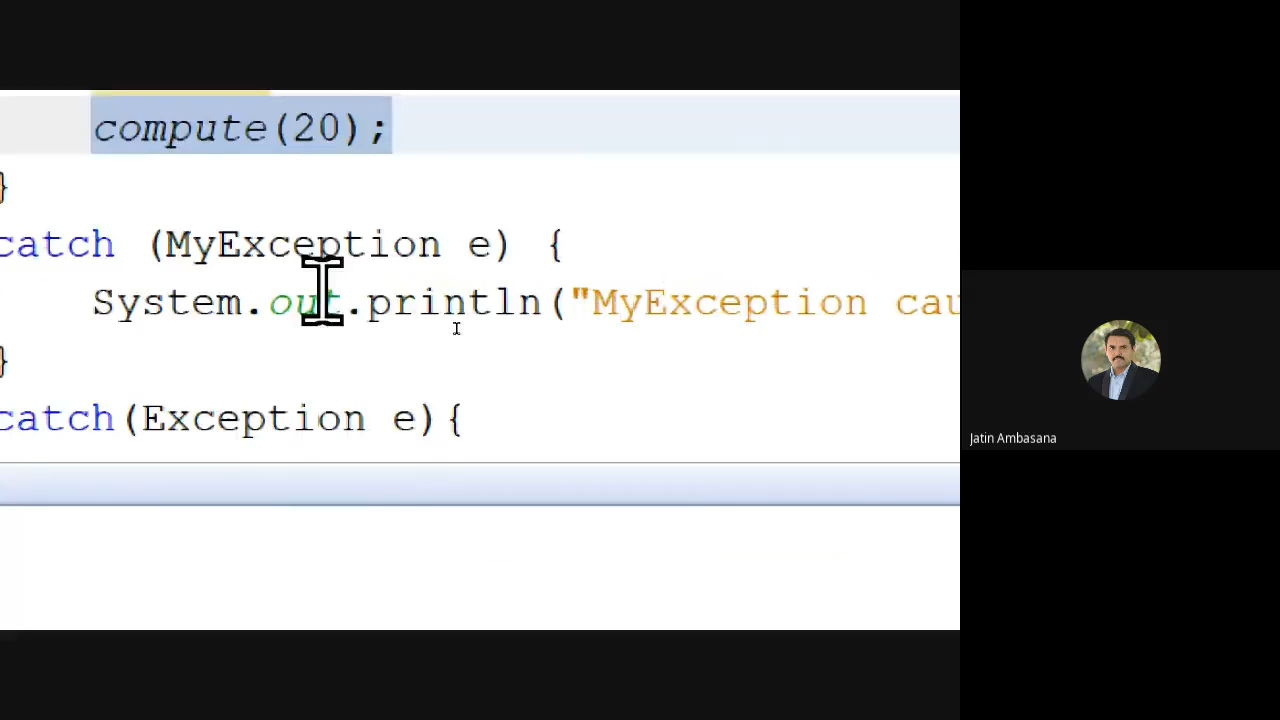 compute(20);
}
catch (MyException e) {
System.out.println("MyException cau
}
catch(Exception e){
Jatin Ambasana